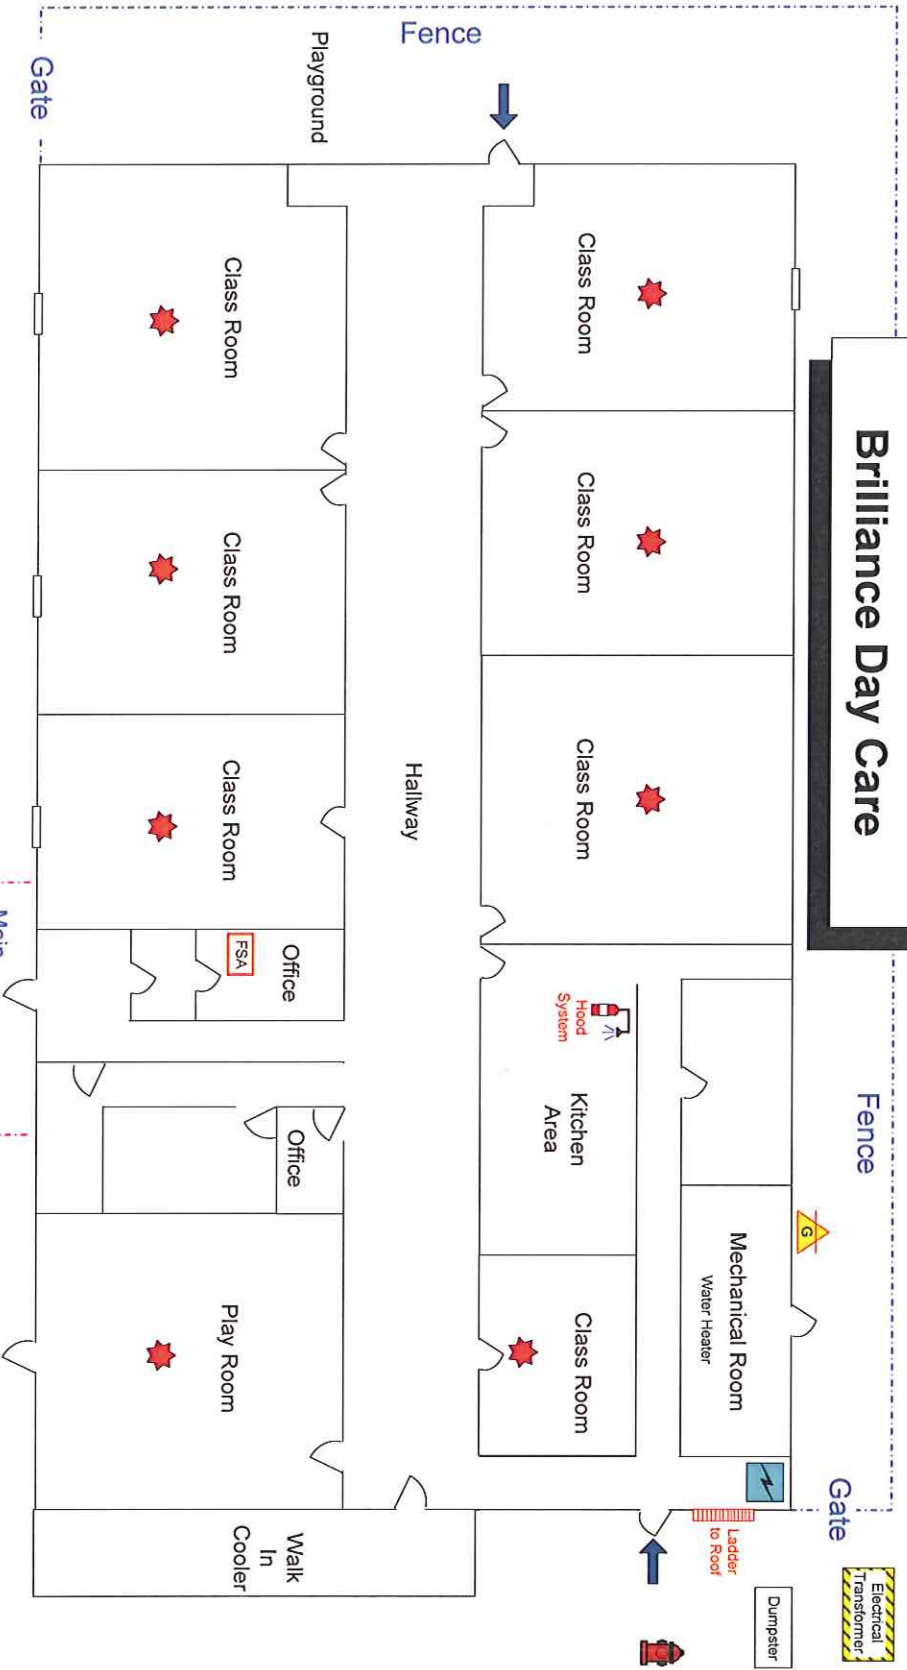 Brilliance Day Care
Fence
Fence
Gate
Electrical
Transformer
Dumpster
Ladder
to Roof
G
Mechanical Room
Water Heater
Playground
Class Room
Class Room
Class Room
Hood
System
Kitchen
Area
Class Room
Hallway
Gate
Class Room
Class Room
Class Room
Office
FSA
Office
Play Room
Walk
In
Cooler
Main